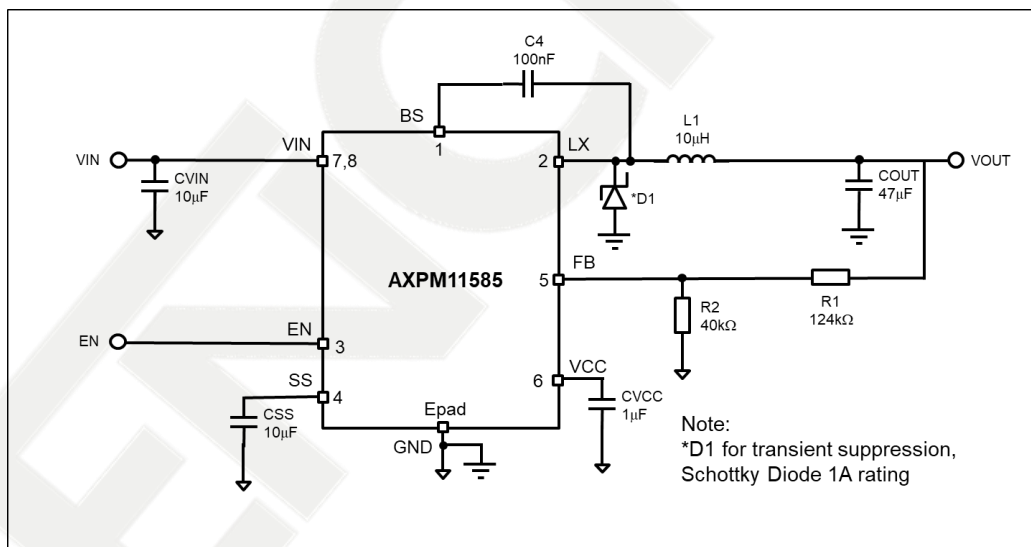 C4
100nF
BS
1
VIN
VIN
7,8
CVIN
10μF
LX
2
L1
10μH
VOUT
*D1
COUT
47μF
AXPM11585
FB
5
R2
40kΩ
R1
124kΩ
EN
EN
3
SS
4
CSS
10μF
VCC
6
CVCC
1μF
Epad
GND
Note:
*D1 for transient suppression,
Schottky Diode 1A rating